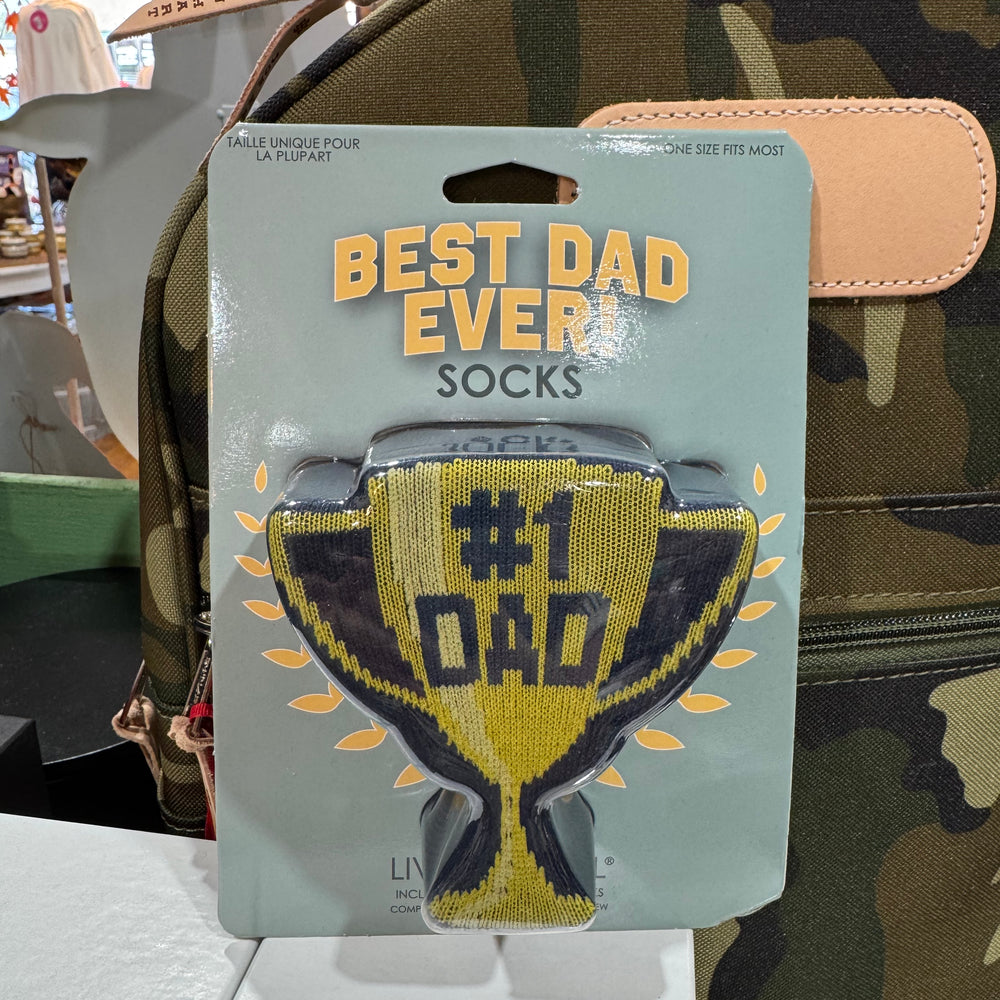 TAILLE UNIQUE POUR
LA PLUPART
ONE SIZE FITS MOST
BEST DAD
EVER!
SOCKS
#1
DAD